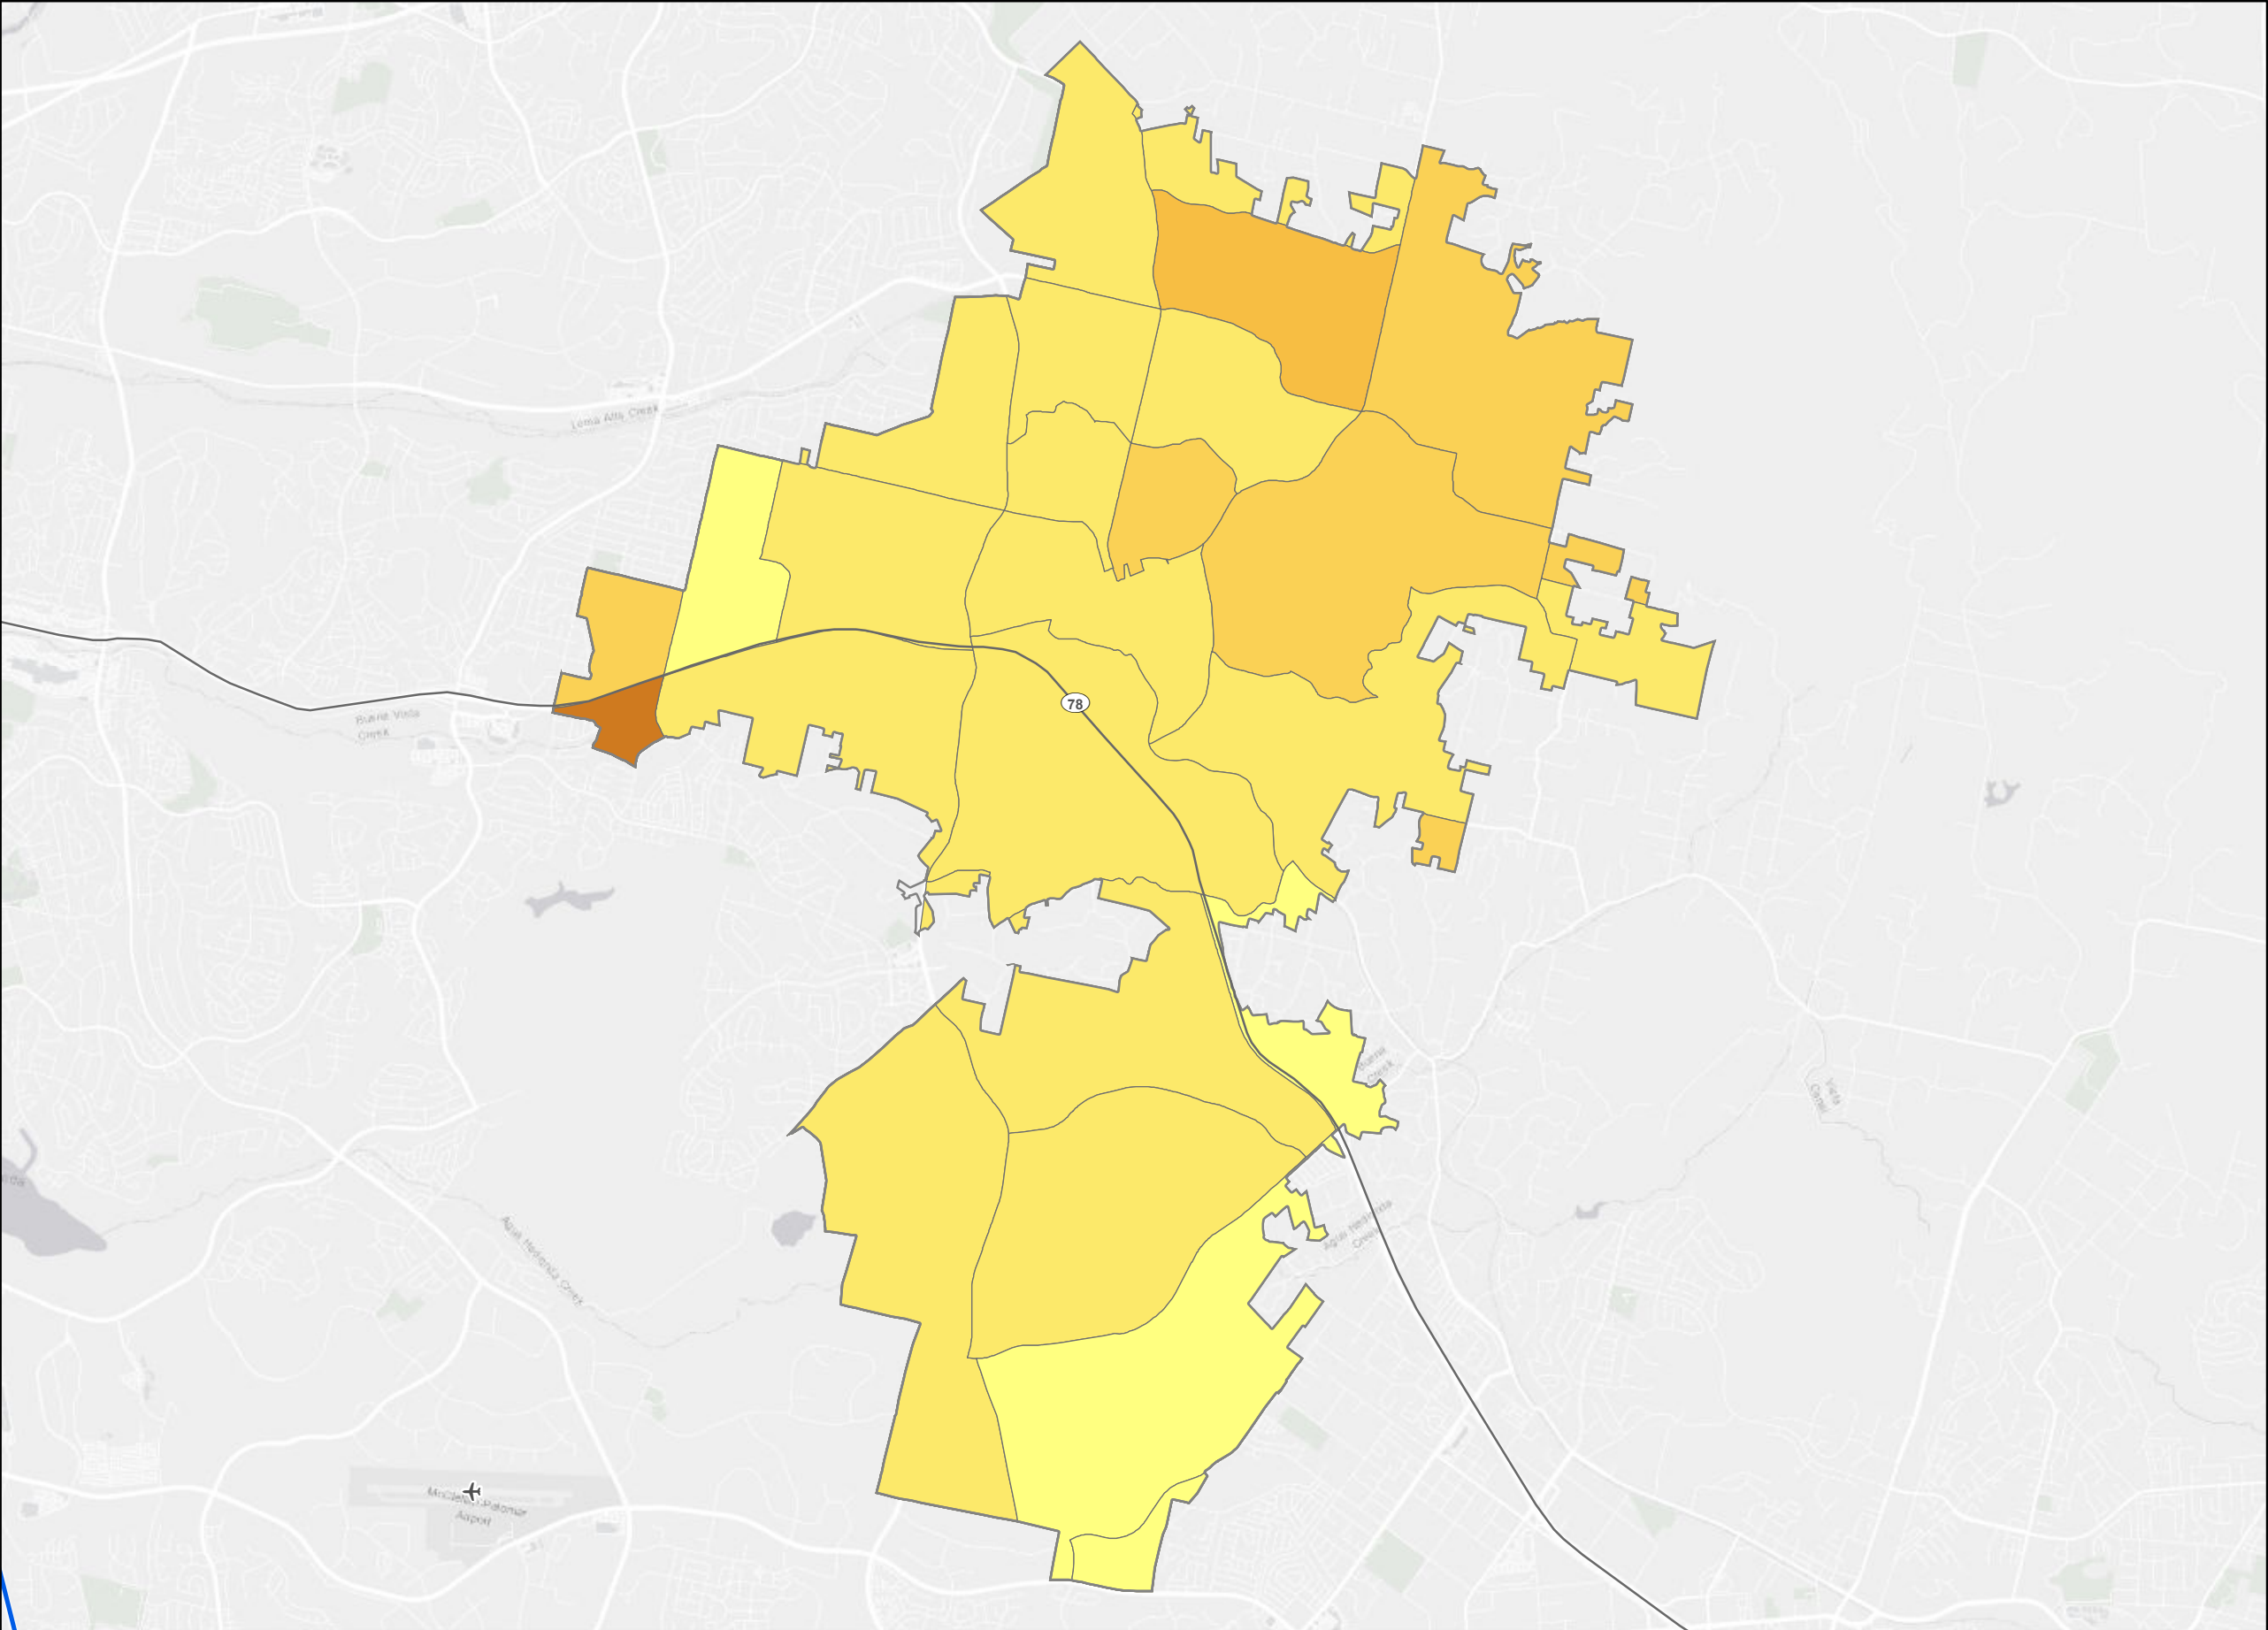 Loma Alta Creek
78
Buena Vista
Creek
Buena
Creek
Vista
Canal
Agua Hedionda
Creek
Agua Hedionda Creek
McClellan-Palomar
Airport